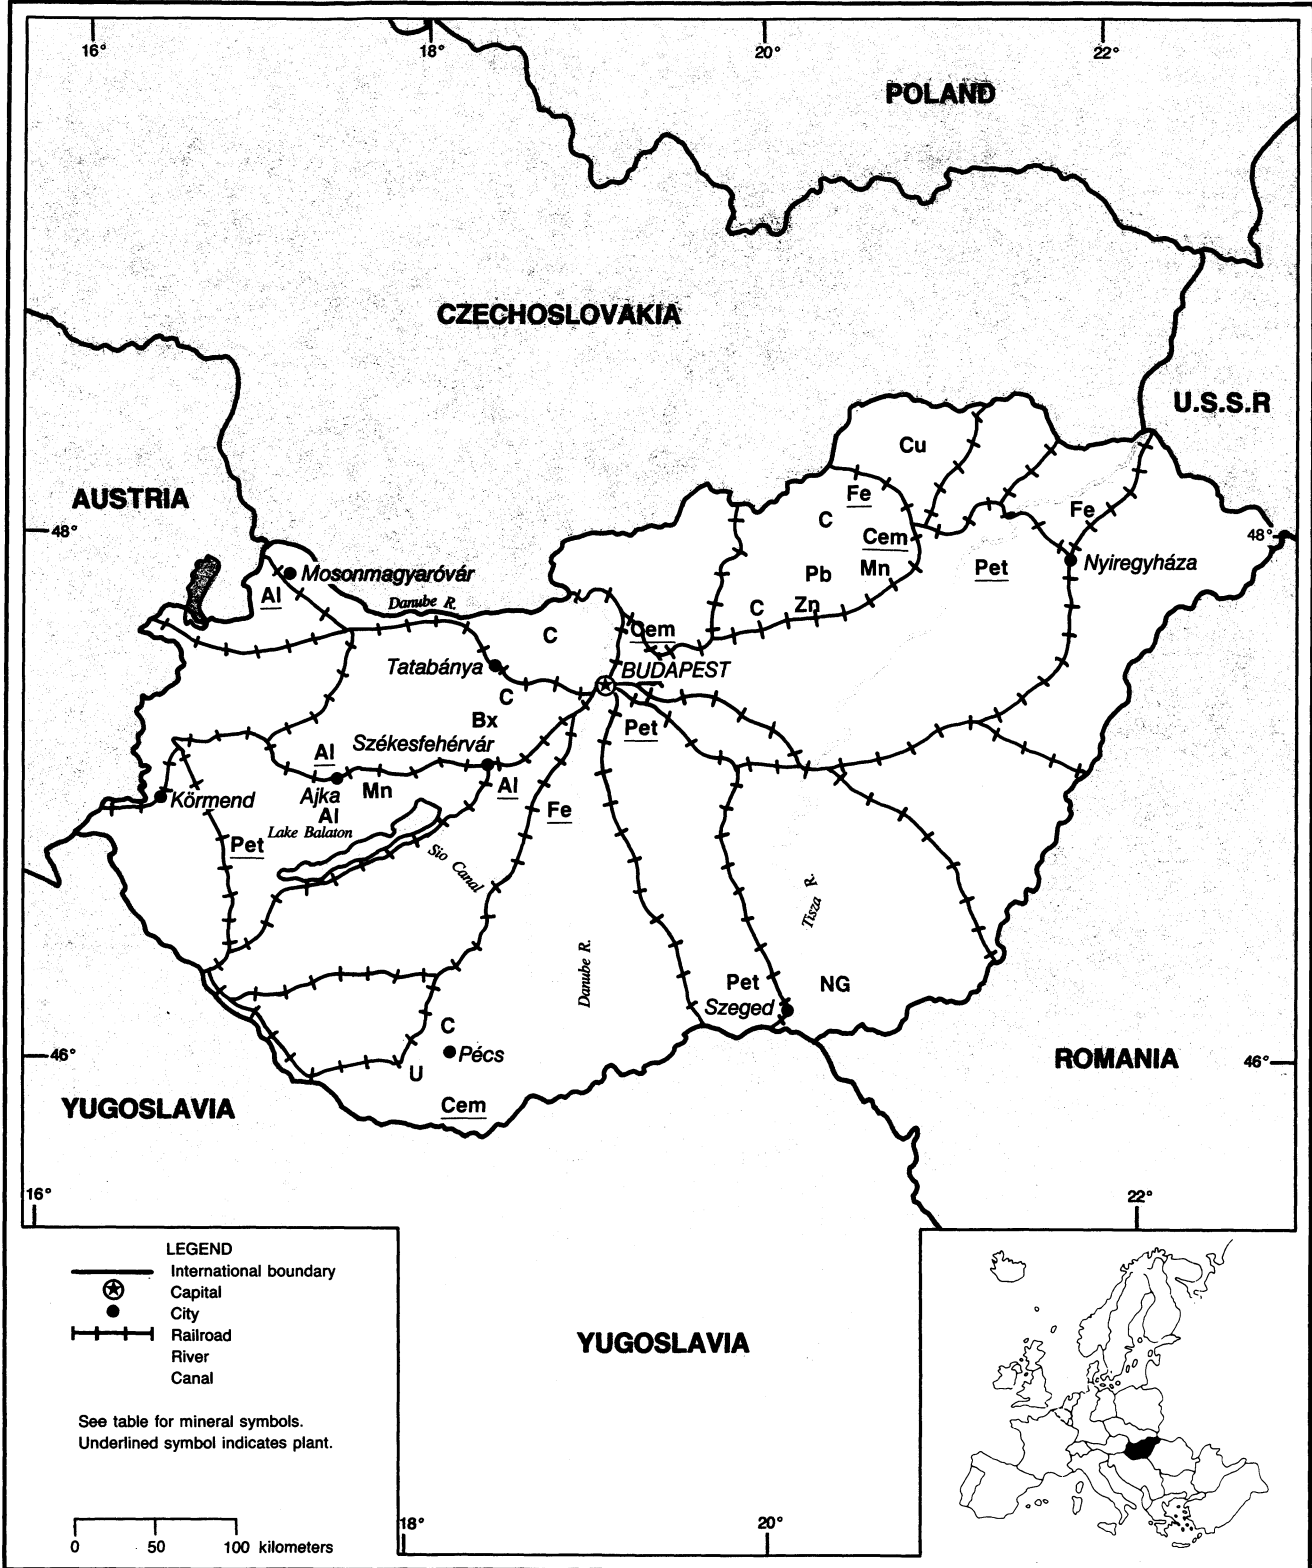 16°
18°
20°
22°
POLAND
CZECHOSLOVAKIA
U.S.S.R
AUSTRIA
Cu
Fe
C
Fe
48°
Cem
48°
Mosonmagyaróvár
Al
Danube R.
Pb
Mn
Pet
Nyiregyháza
C
Zn
C
Cem
Tatabánya
BUDAPEST
C
Bx
Pet
Székesfehérvár
Al
Körmend
Ajka
Mn
Al
Fe
Al
Lake Balaton
Pet
Sio Canal
Tisza R.
Danube R.
Pet
NG
Szeged
C
Pécs
46°
U
ROMANIA
46°
YUGOSLAVIA
Cem
16°
22°
LEGEND
International boundary
Capital
City
Railroad
River
Canal
YUGOSLAVIA
See table for mineral symbols.
Underlined symbol indicates plant.
0 50 100 kilometers
18°
20°